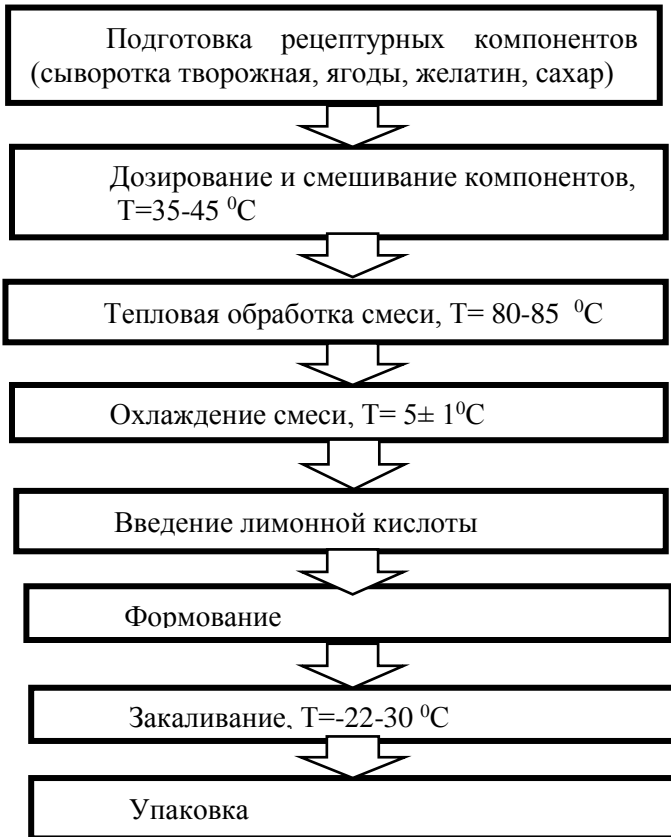 Подготовка рецептурных компонентов
(сыворотка творожная, ягоды, желатин, сахар)
Дозирование и смешивание компонентов,
Т=35-45 ⁰С
Тепловая обработка смеси, Т= 80-85 ⁰С
Охлаждение смеси, Т= 5± 1⁰С
Введение лимонной кислоты
Формование
Закаливание, Т=-22-30 ⁰С
Упаковка